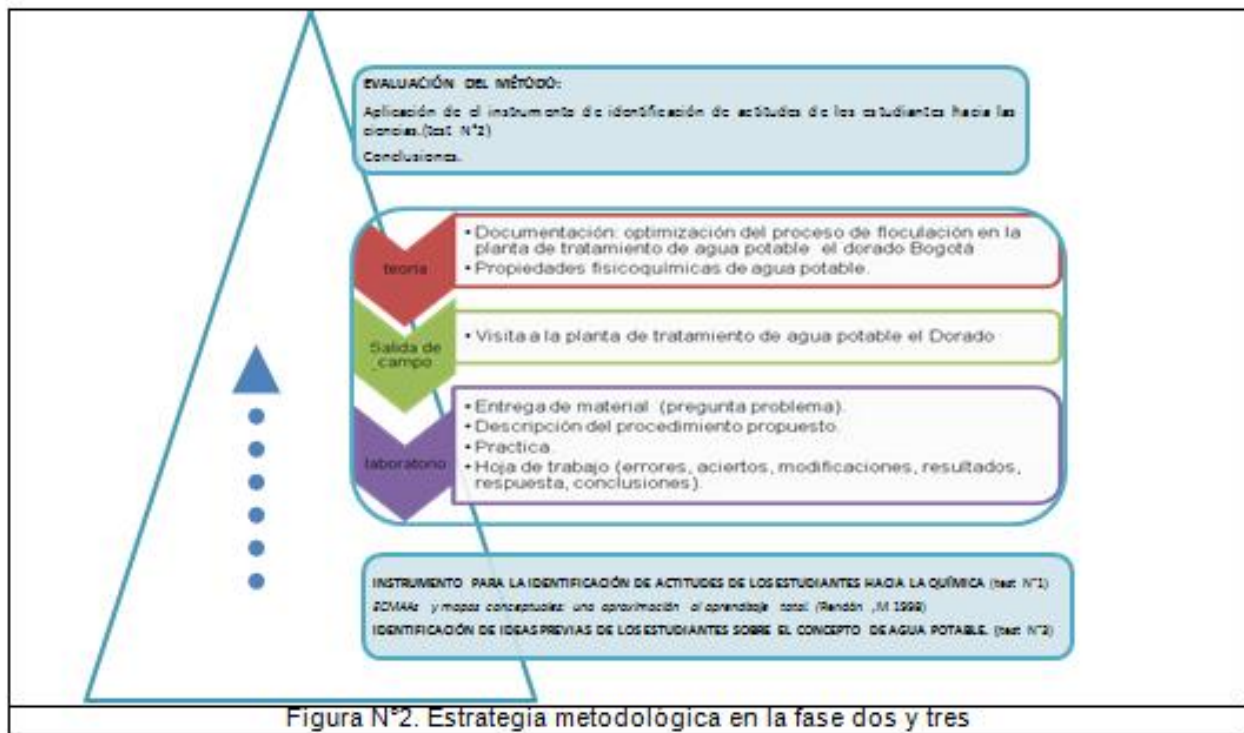 EVALUACIÓN DEL MÉTODO:
Aplicación de el instrumento de identificación de actitudes de los estudiantes hacia las
ciencias.(test N°2)
Conclusiones.
teoría
• Documentación: optimización del proceso de floculación en la
planta de tratamiento de agua potable el dorado Bogotá
• Propiedades fisicoquímicas de agua potable.
Salida de
campo
• Visita a la planta de tratamiento de agua potable el Dorado
laboratorio
• Entrega de material (pregunta problema).
• Descripción del procedimiento propuesto.
• Practica.
• Hoja de trabajo (errores, aciertos, modificaciones, resultados,
respuesta, conclusiones).
INSTRUMENTO PARA LA IDENTIFICACIÓN DE ACTITUDES DE LOS ESTUDIANTES HACIA LA QUÍMICA (test N°1)
y mapas conceptuales: una aproximación al aprendizaje total. (Rendón ,M 1998)
IDENTIFICACIÓN DE IDEAS PREVIAS DE LOS ESTUDIANTES SOBRE EL CONCEPTO DE AGUA POTABLE. (test N°3)
Figura N°2. Estrategia metodológica en la fase dos y tres